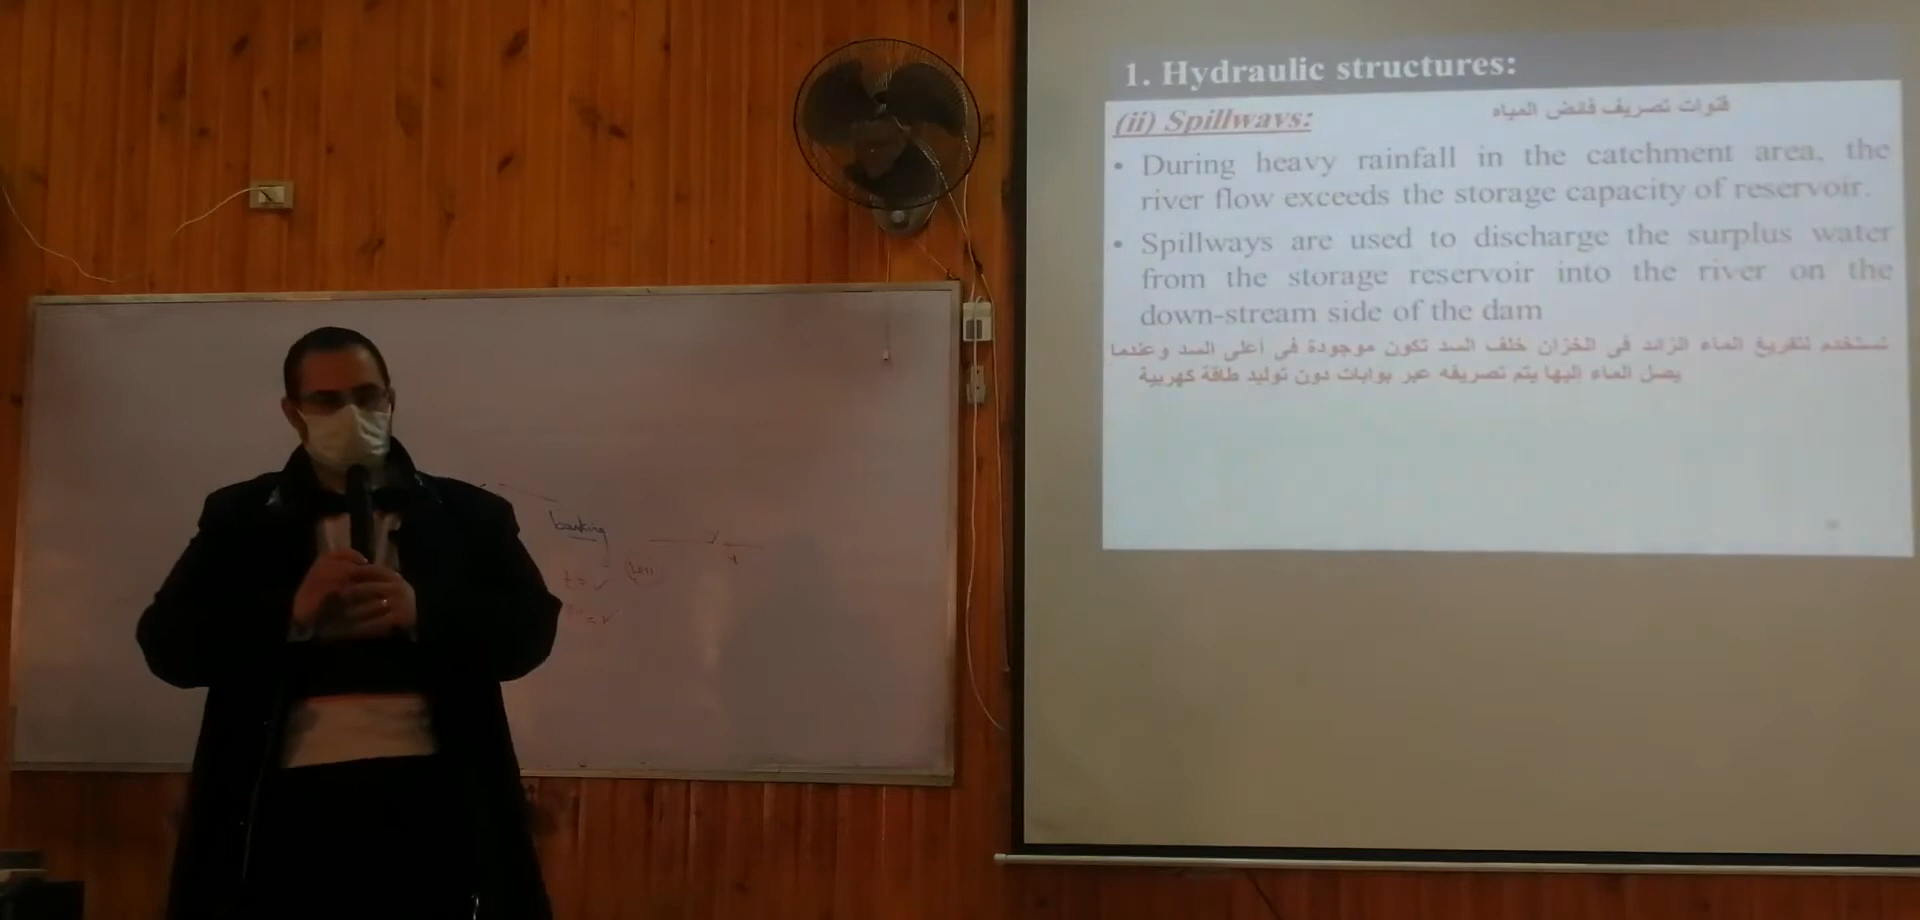 1. Hydraulic structures:
(ii) Spillways:
قنوات تصريف فائض المياه
• During heavy rainfall in the catchment area, the
river flow exceeds the storage capacity of reservoir.
• Spillways are used to discharge the surplus water
from the storage reservoir into the river on the
down-stream side of the dam
تستخدم لتفريغ الماء الزائد فى الخزان خلف السد تكون موجودة فى أعلى السد وعندما
يصل الماء إليها يتم تصريفه عبر بوابات دون توليد طاقة كهربية